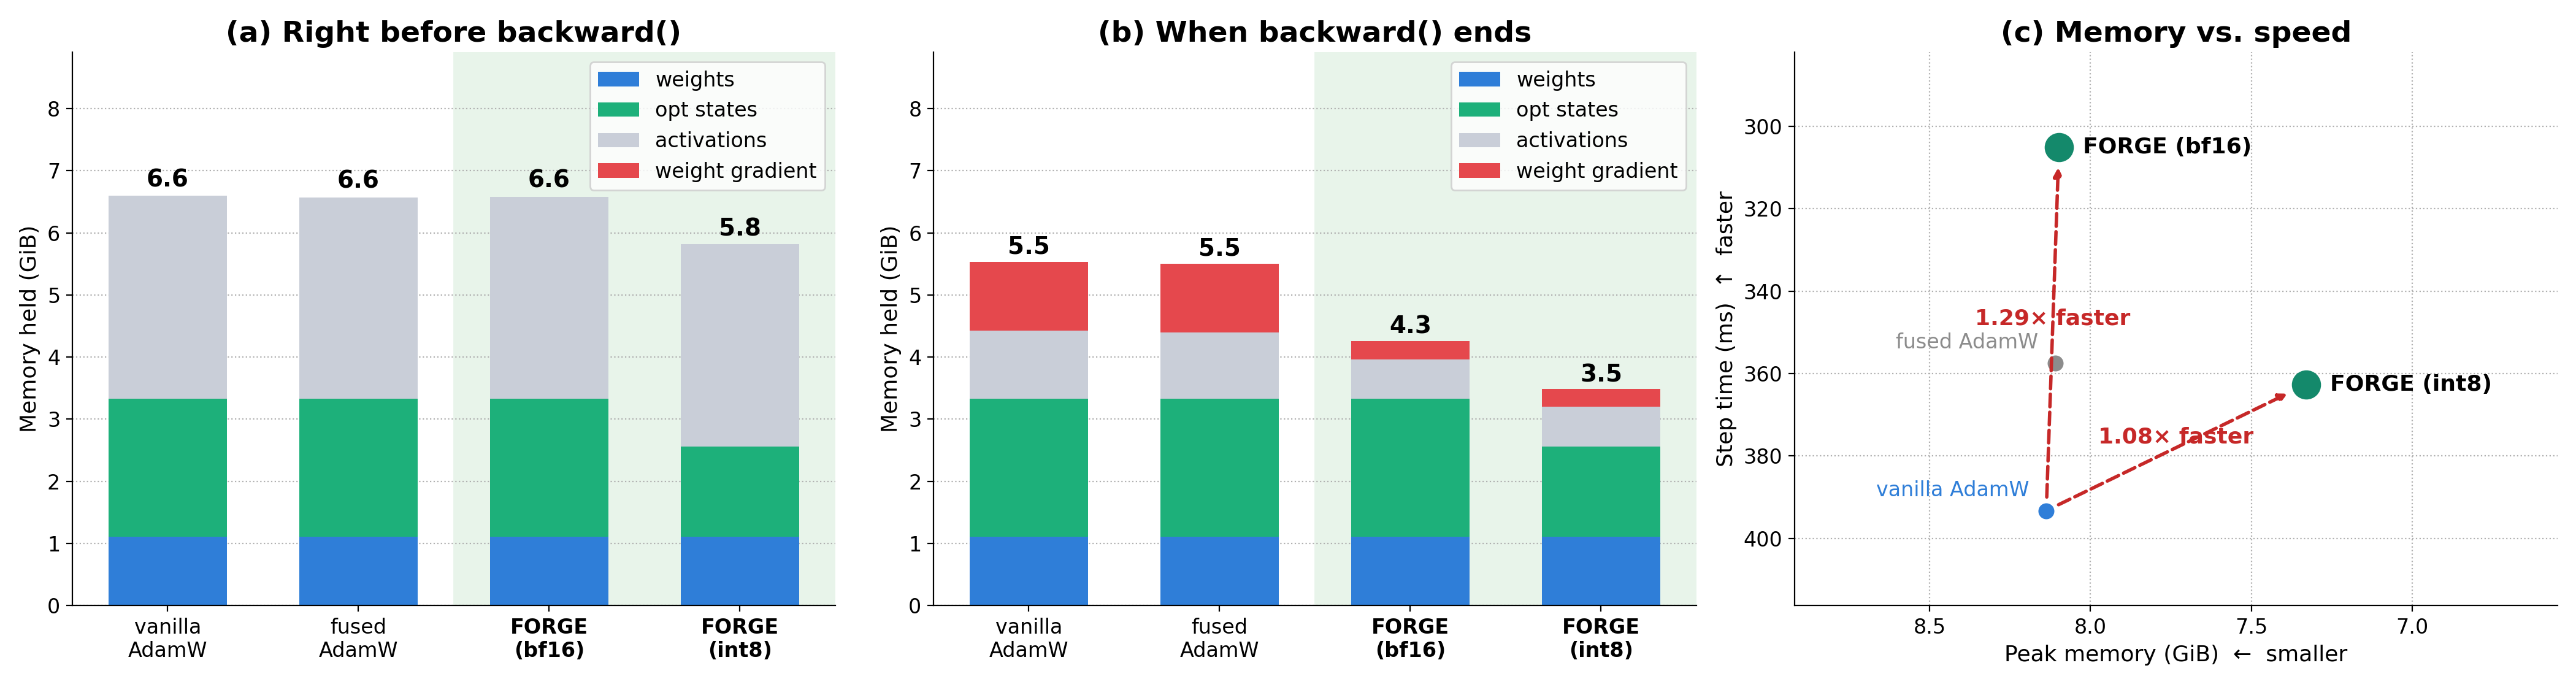 (a) Right before backward()
Memory held (GiB)
8
7
6
5
4
3
2
1
0
weights
opt states
activations
weight gradient
6.6
6.6
6.6
5.8
vanilla
AdamW
fused
AdamW
FORGE
(bf16)
FORGE
(int8)
(b) When backward() ends
Memory held (GiB)
8
7
6
5
4
3
2
1
0
weights
opt states
activations
weight gradient
5.5
5.5
4.3
3.5
vanilla
AdamW
fused
AdamW
FORGE
(bf16)
FORGE
(int8)
(c) Memory vs. speed
Step time (ms) ↑ faster
300
320
340
360
380
400
FORGE (bf16)
1.29× faster
fused AdamW
FORGE (int8)
1.08× faster
vanilla AdamW
8.5
8.0
7.5
7.0
Peak memory (GiB) ← smaller